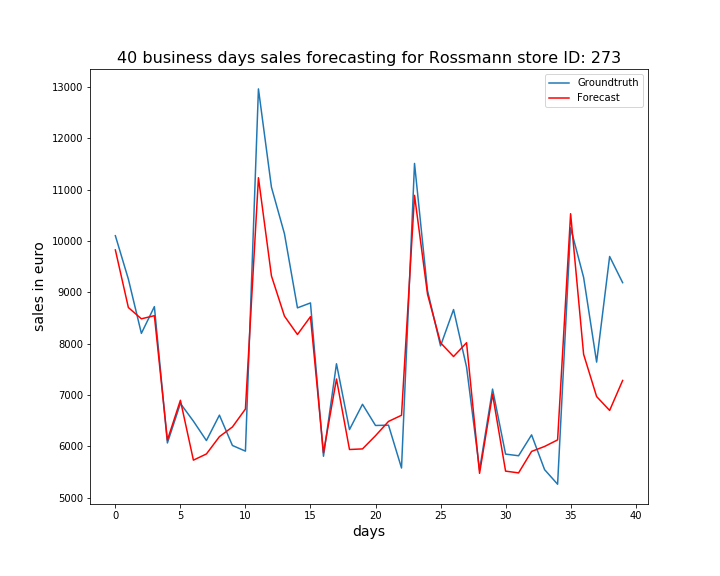 40 business days sales forecasting for Rossmann store ID: 273
Groundtruth
Forecast
13000
12000
11000
10000
9000
8000
7000
6000
5000
sales in euro
0 5 10 15 20 25 30 35 40
days